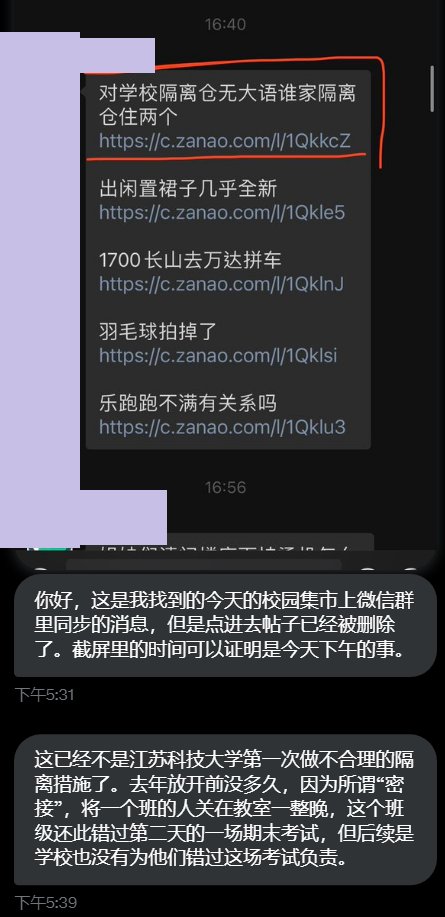 16:40
对学校隔离仓无大语谁家隔离
仓住两个
https://c.zanao.com/l/1QkkcZ
出闲置裙子几乎全新
https://c.zanao.com/l/1Qkle5
1700长山去万达拼车
https://c.zanao.com/l/1QklnJ
羽毛球拍掉了
https://c.zanao.com/l/1Qklsi
乐跑跑不满有关系吗
https://c.zanao.com/l/1Qklu3
16:56
你好，这是我找到的今天的校园集市上微信群
里同步的消息，但是点进去帖子已经被删除
了。截屏里的时间可以证明是今天下午的事。
下午5:31
这已经不是江苏科技大学第一次做不合理的隔
离措施了。去年放开前没多久，因为所谓“密
接”，将一个班的人关在教室一整晚，这个班
级还此错过第二天的一场期末考试，但后续是
学校也没有为他们错过这场考试负责。
下午5:39